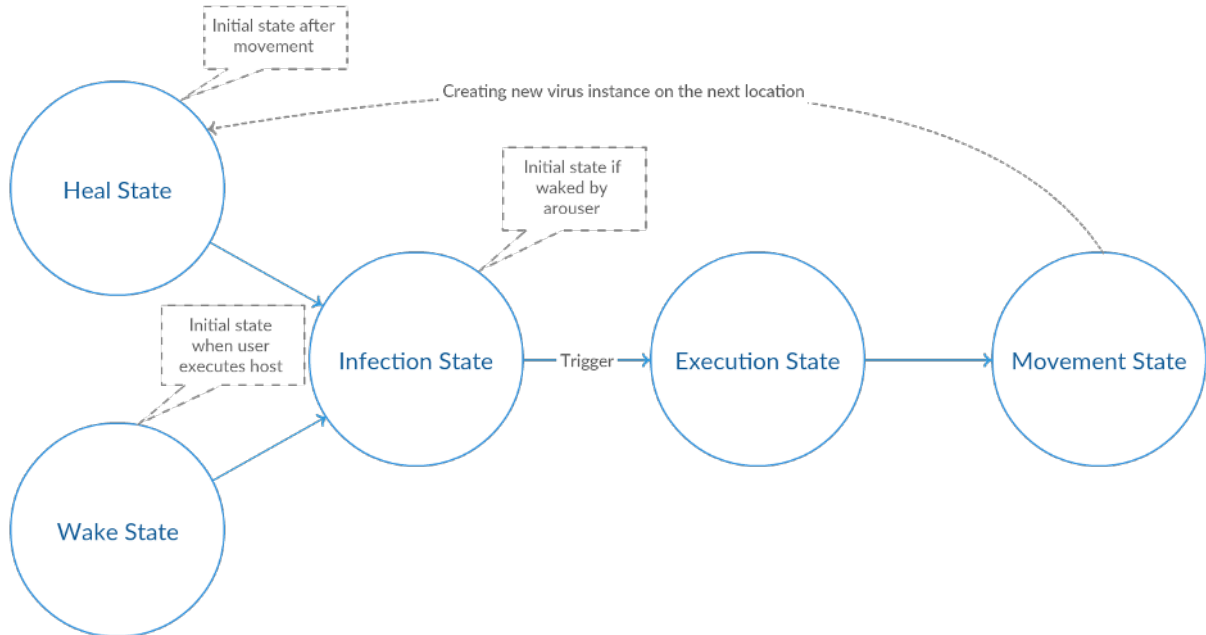 Initial state after
movement
Creating new virus instance on the next location
Heal State
Initial state if
waked by
arouser
Initial state
when user
executes host
Infection State
Trigger
Execution State
Movement State
Wake State